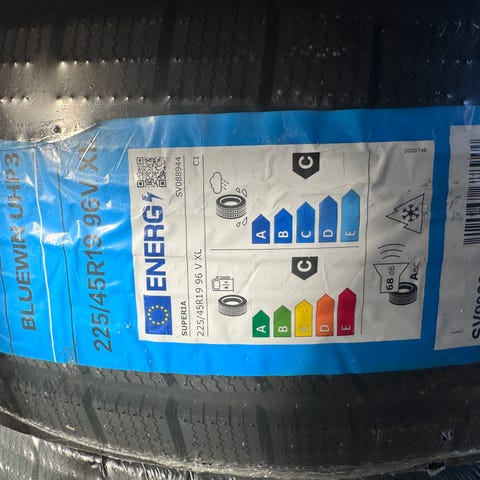 BLUEWIN UHP3
225/45R19 96V XL
ENERG
SUPERIA
225/45R19 96 V XL
SV088944
C1
A
B
C
D
E
C
A
B
C
D
E
C
68 dB
ABC
2020/740